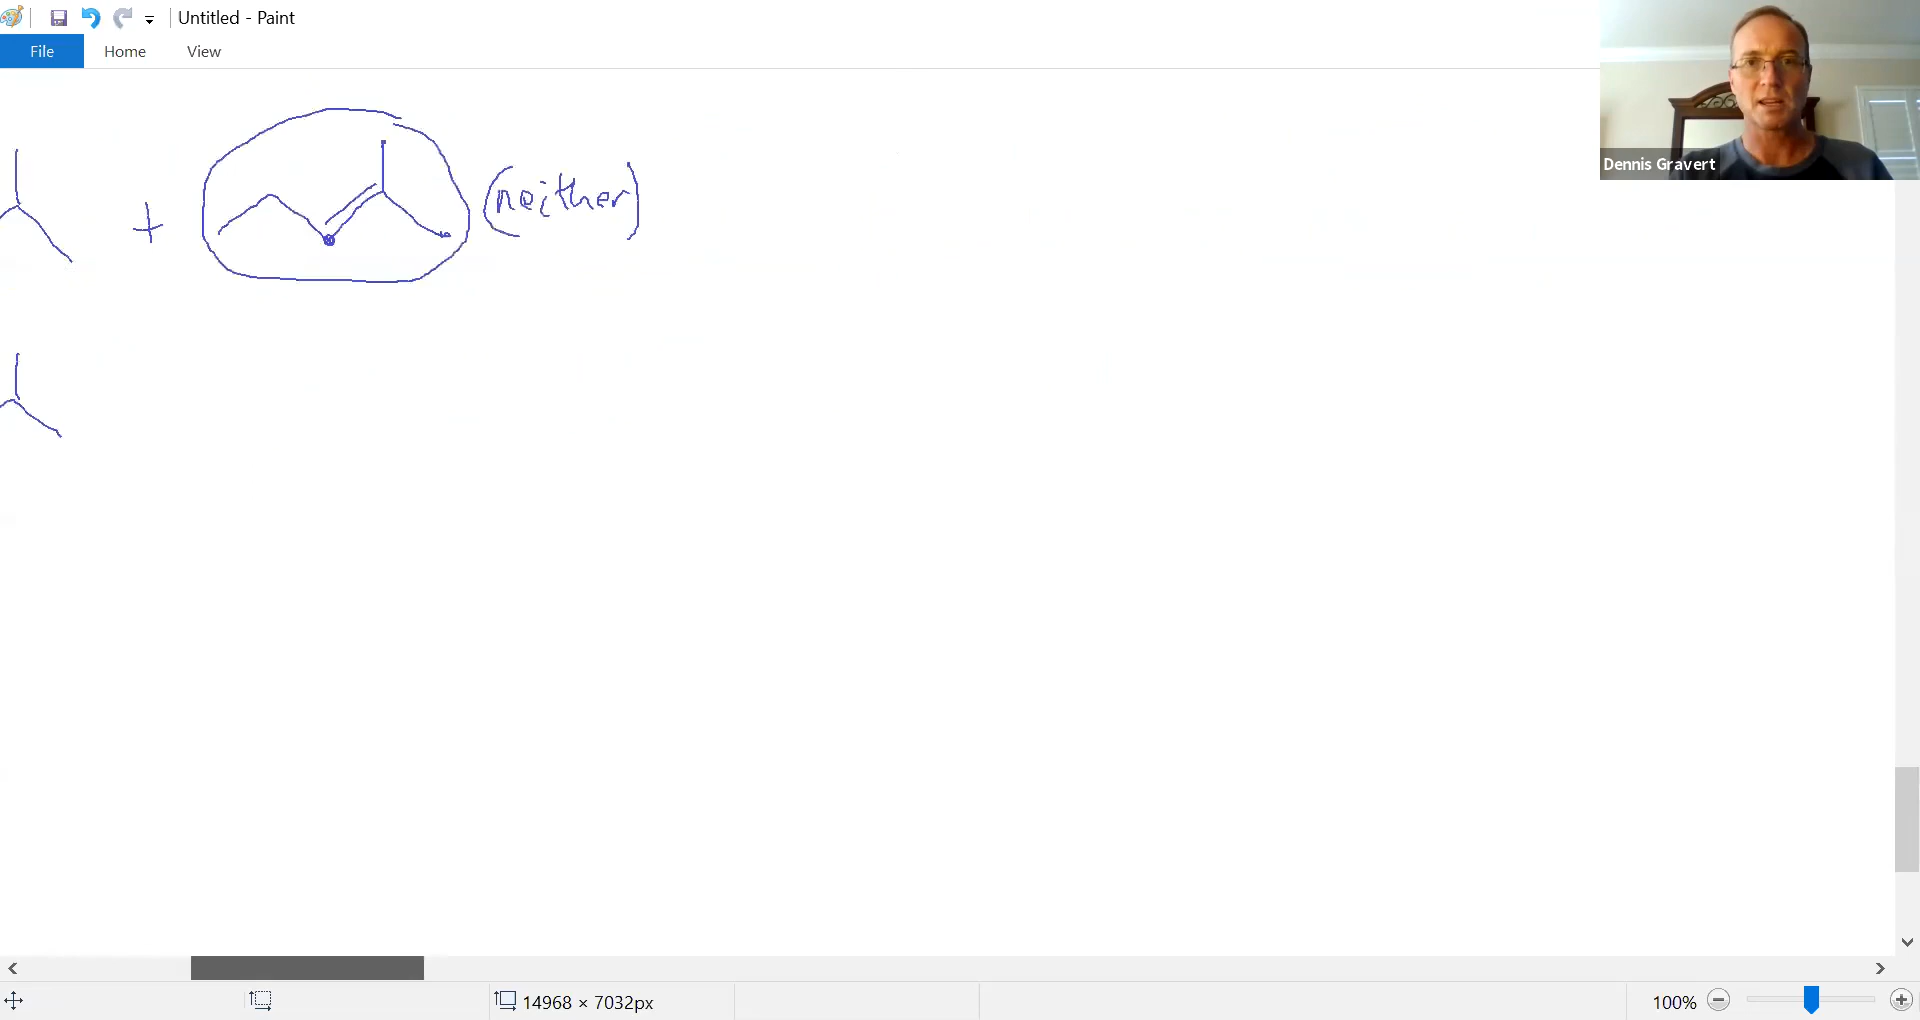 Untitled - Paint
File Home View
Dennis Gravert
+ (neither)
14968 × 7032px
100%